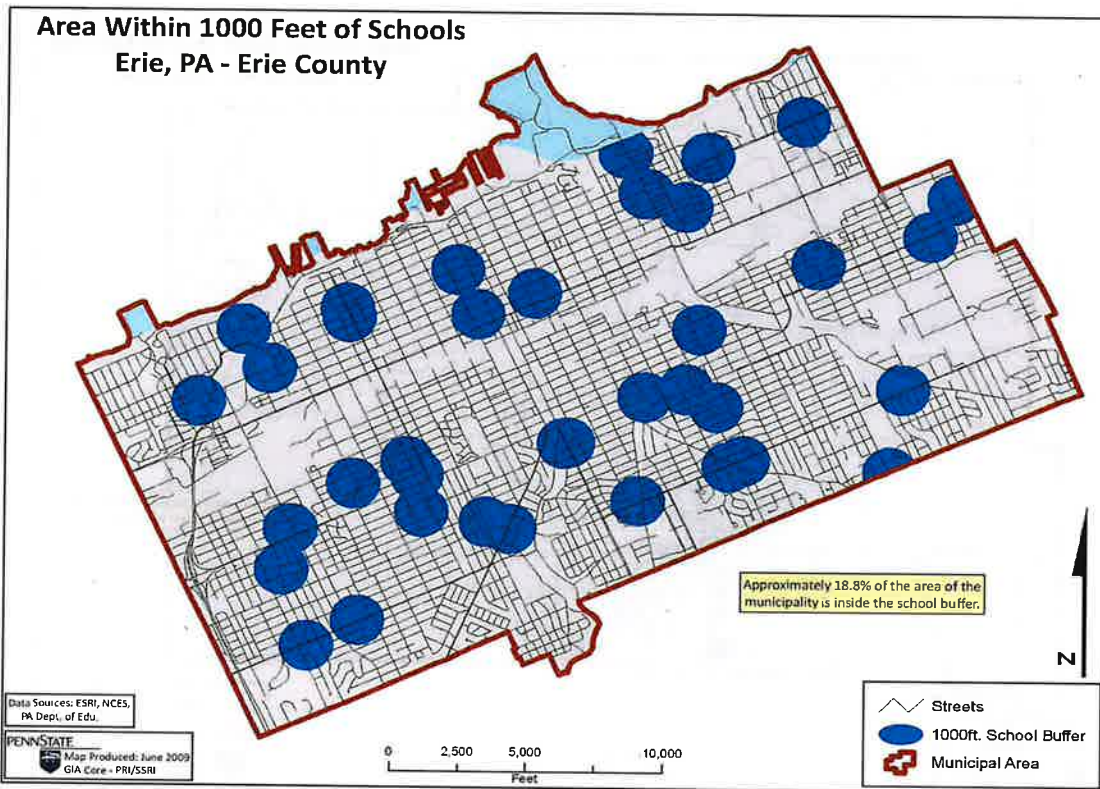 Area Within 1000 Feet of Schools
Erie, PA - Erie County
Approximately 18.8% of the area of the
municipality is inside the school buffer.
N
Data Sources: ESRI, NCES,
PA Dept. of Edu.
PENNSTATE
Map Produced: June 2009
GIA Core - PRI/SSRI
0 2,500 5,000 10,000
Feet
Streets
1000ft. School Buffer
Municipal Area